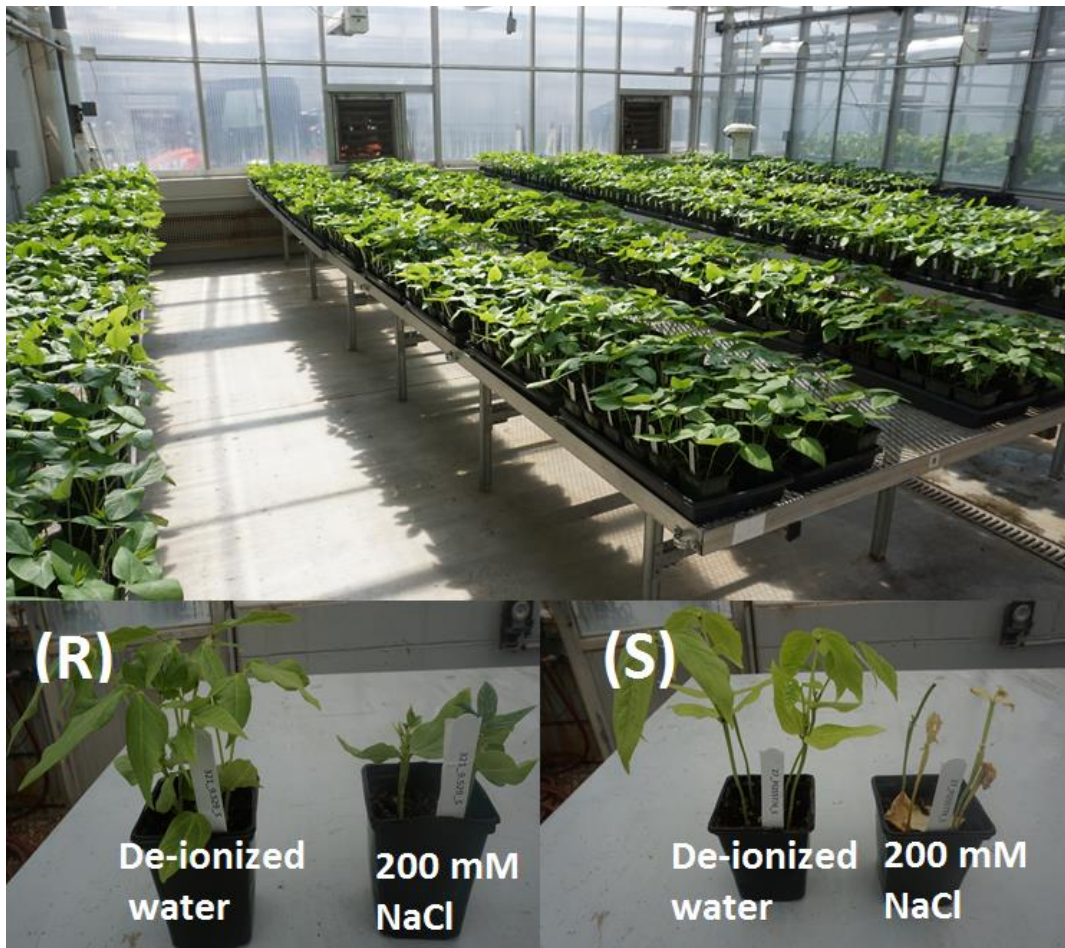 (R)
De-ionized
water
200 mM
NaCl
(S)
De-ionized
water
200 mM
NaCl